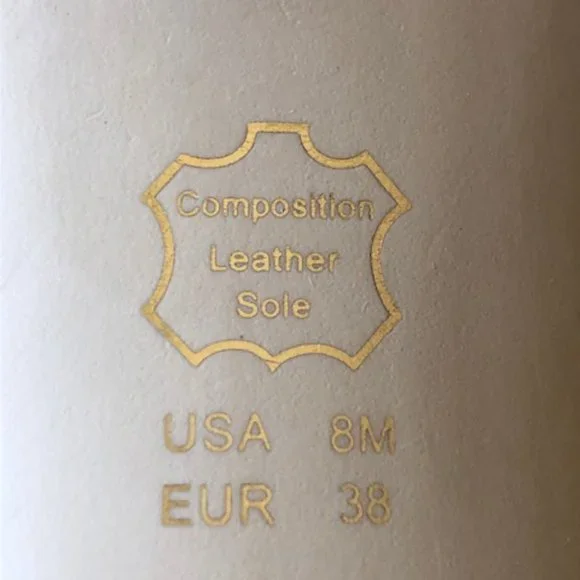 Composition
Leather
Sole
USA 8M
EUR 38